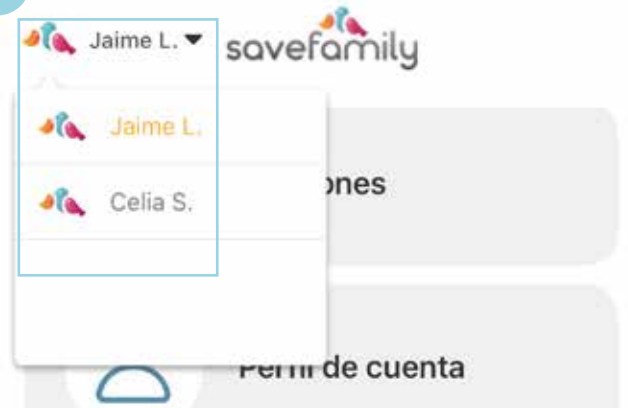 Jaime L.
savefamily
Jaime L.
Celia S.
ones
Perfil de cuenta